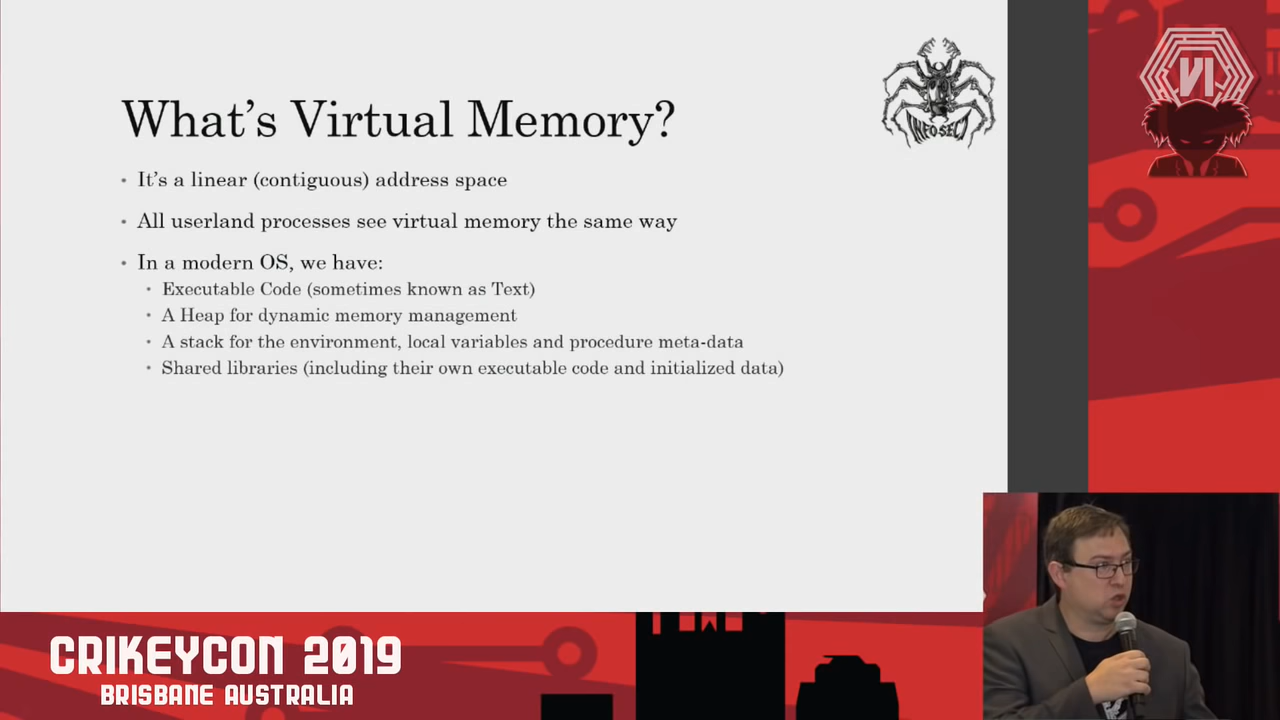 What's Virtual Memory?
• It's a linear (contiguous) address space
• All userland processes see virtual memory the same way
• In a modern OS, we have:
• Executable Code (sometimes known as Text)
• A Heap for dynamic memory management
• A stack for the environment, local variables and procedure meta-data
• Shared libraries (including their own executable code and initialized data)
INFOSECT
VI
CRIKEYCON 2019
BRISBANE AUSTRALIA